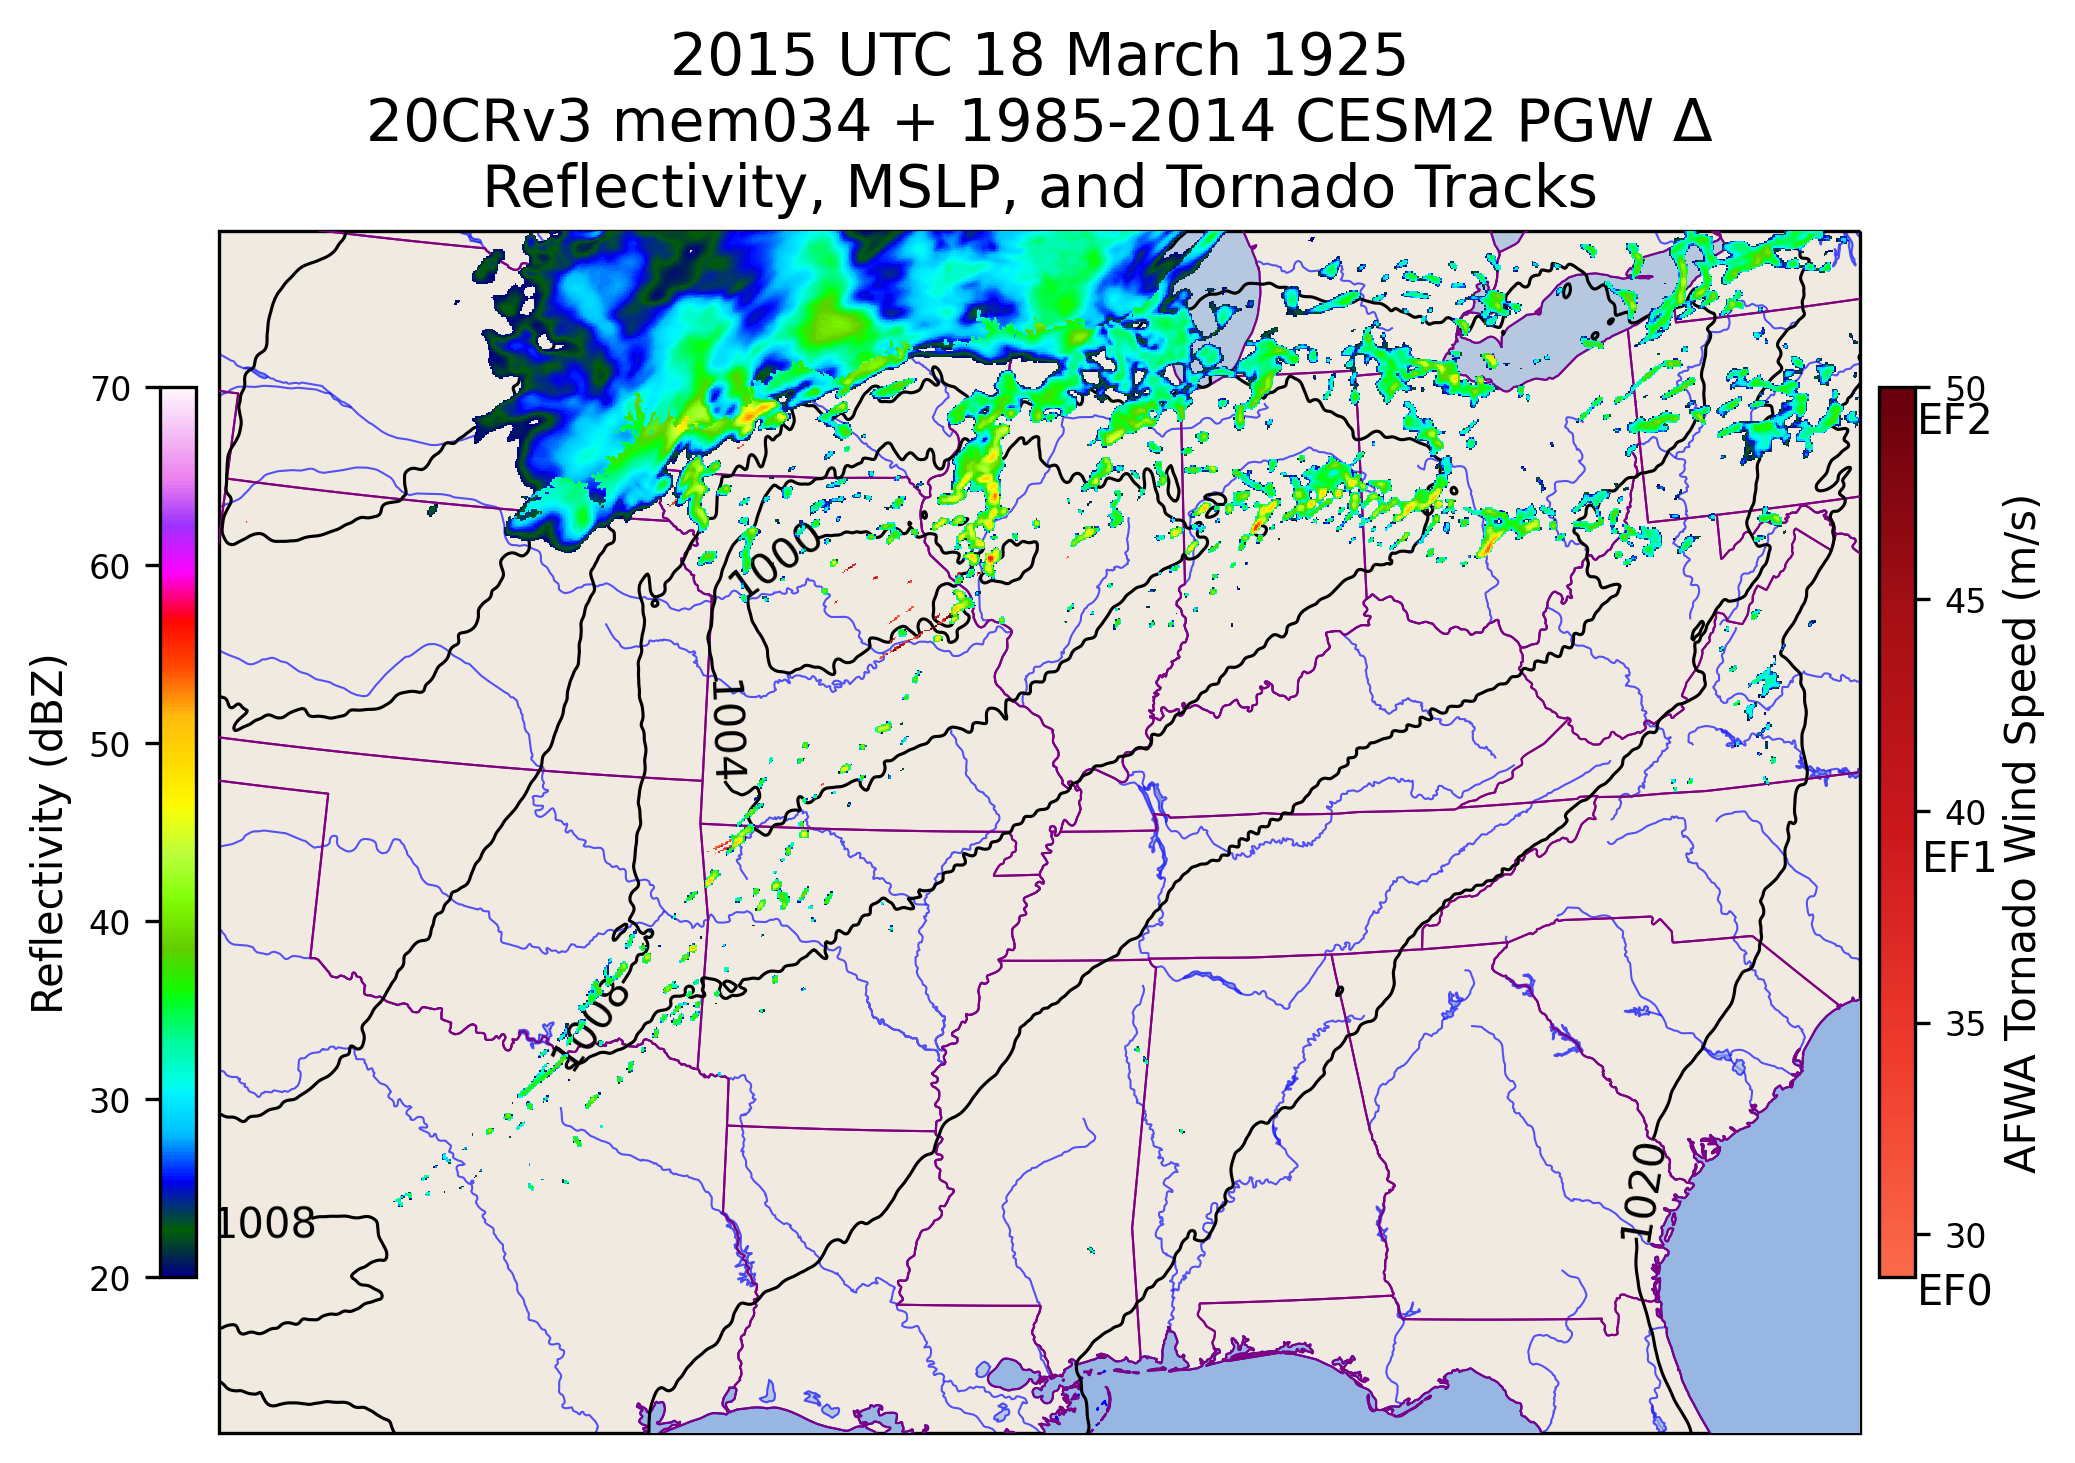 2015 UTC 18 March 1925
20CRv3 mem034 + 1985-2014 CESM2 PGW Δ
Reflectivity, MSLP, and Tornado Tracks
70
60
50
40
30
20
Reflectivity (dBZ)
1000
1004
1008
1008
1020
50
EF2
45
40
EF1
35
30
EF0
AFWA Tornado Wind Speed (m/s)